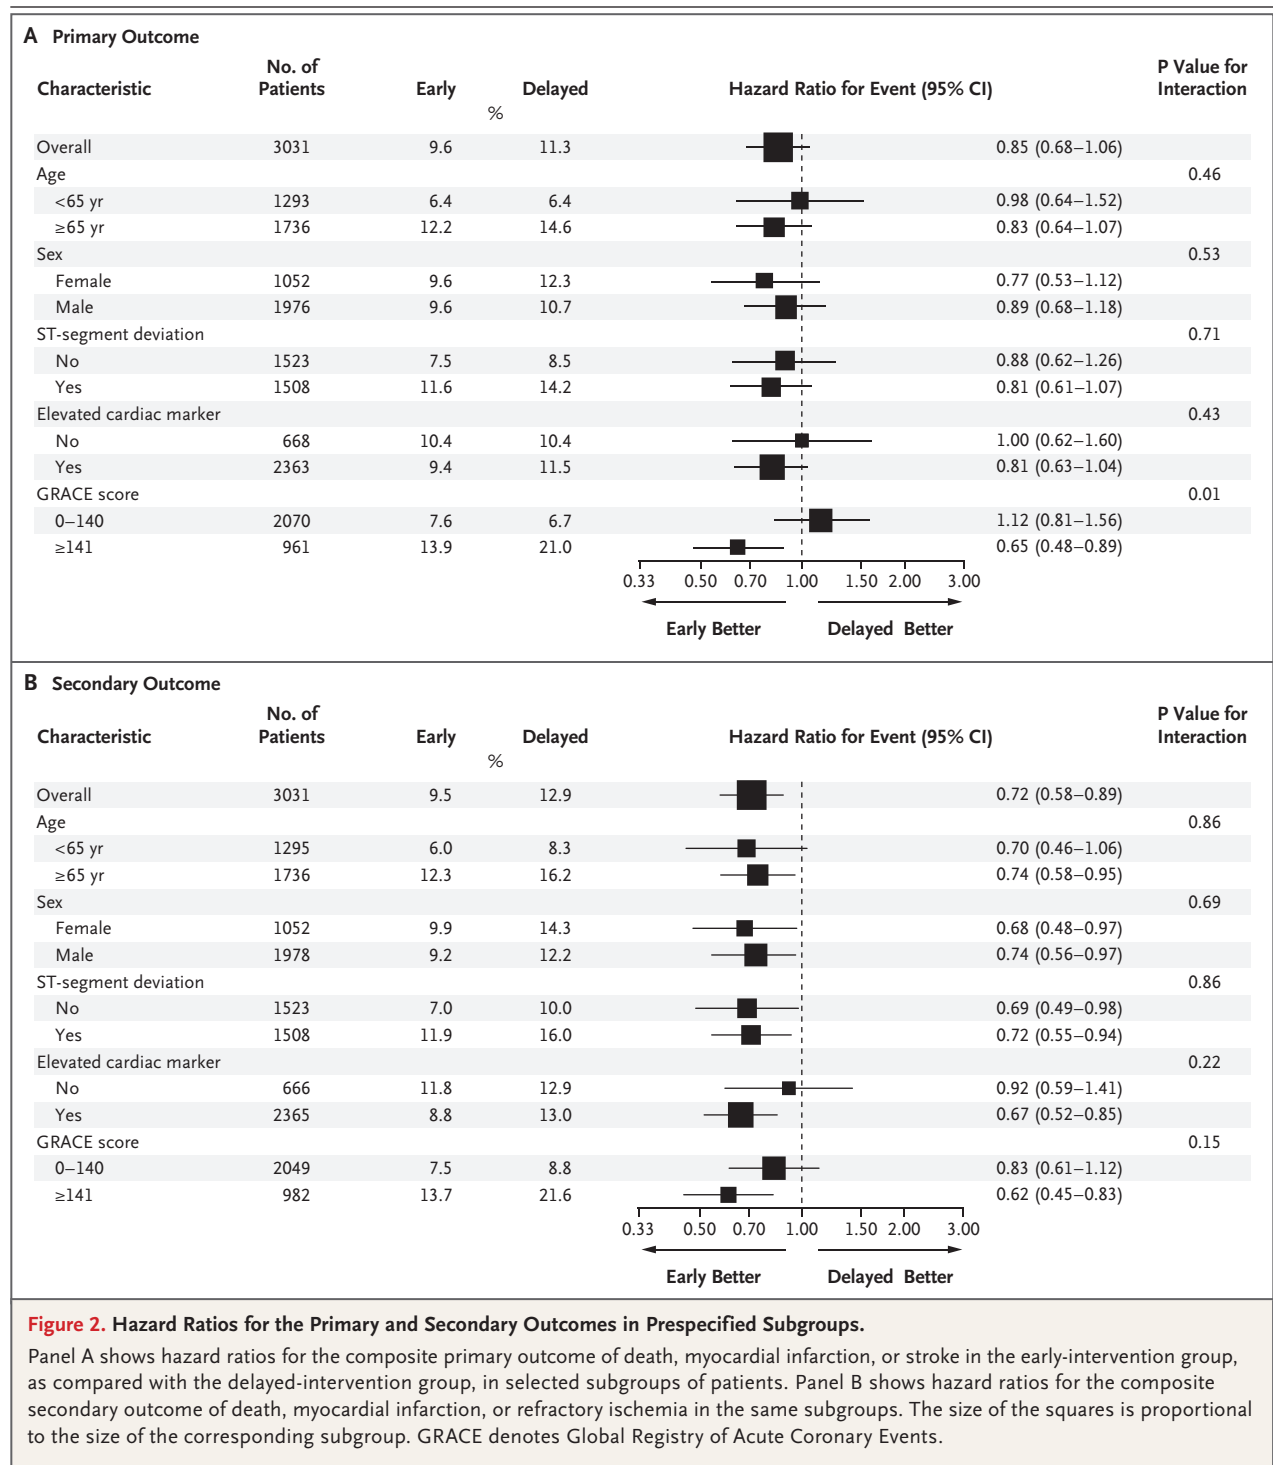 A Primary Outcome
Characteristic No. of Patients Early Delayed Hazard Ratio for Event (95% CI) P Value for Interaction
%
Overall 3031 9.6 11.3 0.85 (0.68–1.06)
Age 0.46
<65 yr 1293 6.4 6.4 0.98 (0.64–1.52)
≥65 yr 1736 12.2 14.6 0.83 (0.64–1.07)
Sex 0.53
Female 1052 9.6 12.3 0.77 (0.53–1.12)
Male 1976 9.6 10.7 0.89 (0.68–1.18)
ST-segment deviation 0.71
No 1523 7.5 8.5 0.88 (0.62–1.26)
Yes 1508 11.6 14.2 0.81 (0.61–1.07)
Elevated cardiac marker 0.43
No 668 10.4 10.4 1.00 (0.62–1.60)
Yes 2363 9.4 11.5 0.81 (0.63–1.04)
GRACE score 0.01
0–140 2070 7.6 6.7 1.12 (0.81–1.56)
≥141 961 13.9 21.0 0.65 (0.48–0.89)
0.33 0.50 0.70 1.00 1.50 2.00 3.00
Early Better Delayed Better
B Secondary Outcome
Characteristic No. of Patients Early Delayed Hazard Ratio for Event (95% CI) P Value for Interaction
%
Overall 3031 9.5 12.9 0.72 (0.58–0.89)
Age 0.86
<65 yr 1295 6.0 8.3 0.70 (0.46–1.06)
≥65 yr 1736 12.3 16.2 0.74 (0.58–0.95)
Sex 0.69
Female 1052 9.9 14.3 0.68 (0.48–0.97)
Male 1978 9.2 12.2 0.74 (0.56–0.97)
ST-segment deviation 0.86
No 1523 7.0 10.0 0.69 (0.49–0.98)
Yes 1508 11.9 16.0 0.72 (0.55–0.94)
Elevated cardiac marker 0.22
No 666 11.8 12.9 0.92 (0.59–1.41)
Yes 2365 8.8 13.0 0.67 (0.52–0.85)
GRACE score 0.15
0–140 2049 7.5 8.8 0.83 (0.61–1.12)
≥141 982 13.7 21.6 0.62 (0.45–0.83)
0.33 0.50 0.70 1.00 1.50 2.00 3.00
Early Better Delayed Better
Figure 2. Hazard Ratios for the Primary and Secondary Outcomes in Prespecified Subgroups.
Panel A shows hazard ratios for the composite primary outcome of death, myocardial infarction, or stroke in the early-intervention group,
as compared with the delayed-intervention group, in selected subgroups of patients. Panel B shows hazard ratios for the composite
secondary outcome of death, myocardial infarction, or refractory ischemia in the same subgroups. The size of the squares is proportional
to the size of the corresponding subgroup. GRACE denotes Global Registry of Acute Coronary Events.